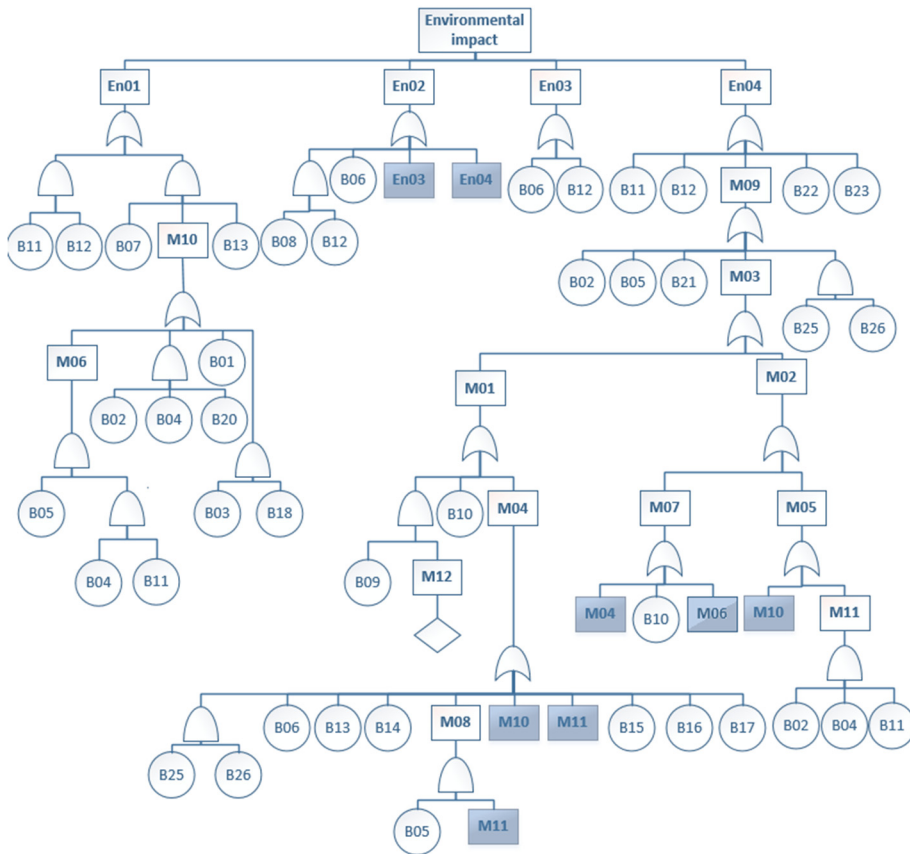 Environmental
impact
En01
En02
En03
En04
B06
En03
En04
B06
B12
B11
B12
M09
B22
B23
B11
B12
B07
M10
B13
B08
B12
B02
B05
B21
M03
B25
B26
M06
B01
M01
M02
B02
B04
B20
B05
B03
B18
B10
M04
M07
M05
B04
B11
B09
M12
M04
B10
M06
M10
M11
B06
B13
B14
M08
M10
M11
B15
B16
B17
B02
B04
B11
B25
B26
B05
M11